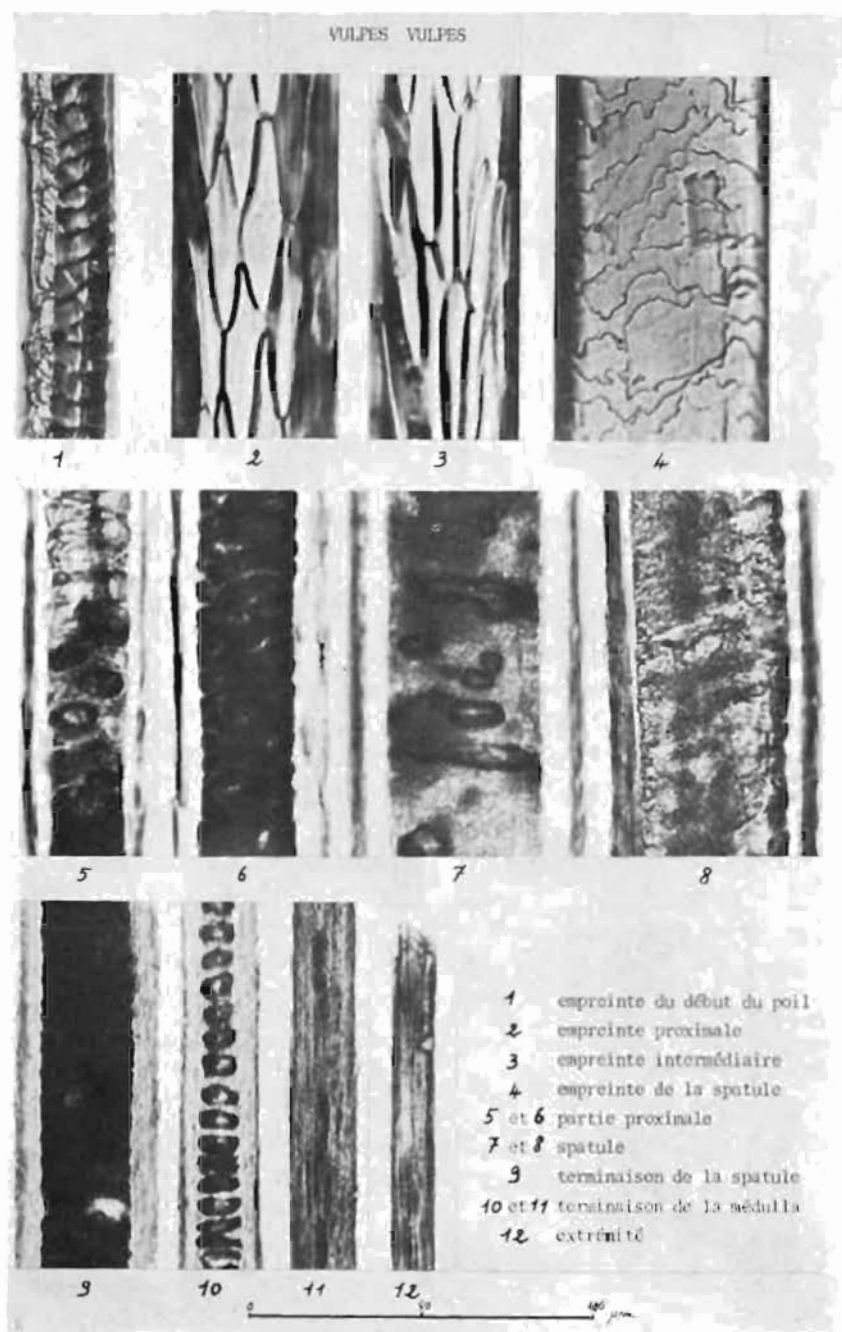 VULPES VULPES
1 2 3 4
5 6 7 8
1 empreinte du début du poil
2 empreinte proximale
3 empreinte intermédiaire
4 empreinte de la spatule
5 et 6 partie proximale
7 et 8 spatule
9 terminaison de la spatule
10 et 11 terminaison de la médulla
12 extrémité
9 10 11 12
0 50 100 µm